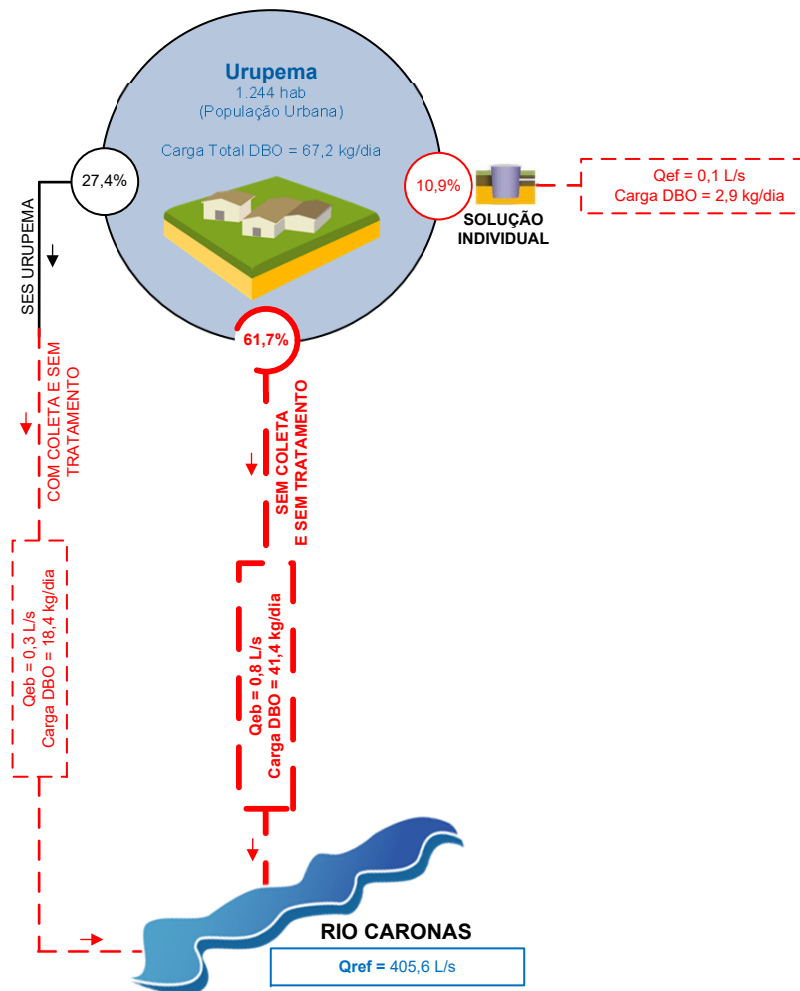 Urupema
1.244 hab
(População Urbana)
Carga Total DBO = 67,2 kg/dia
27,4%
10,9%
SOLUÇÃO
INDIVIDUAL
Qef = 0,1 L/s
Carga DBO = 2,9 kg/dia
61,7%
SES URUPEMA
COM COLETA E SEM
TRATAMENTO
SEM COLETA
E SEM TRATAMENTO
Qeb = 0,3 L/s
Carga DBO = 18,4 kg/dia
Qeb = 0,8 L/s
Carga DBO = 41,4 kg/dia
RIO CARONAS
Qref = 405,6 L/s